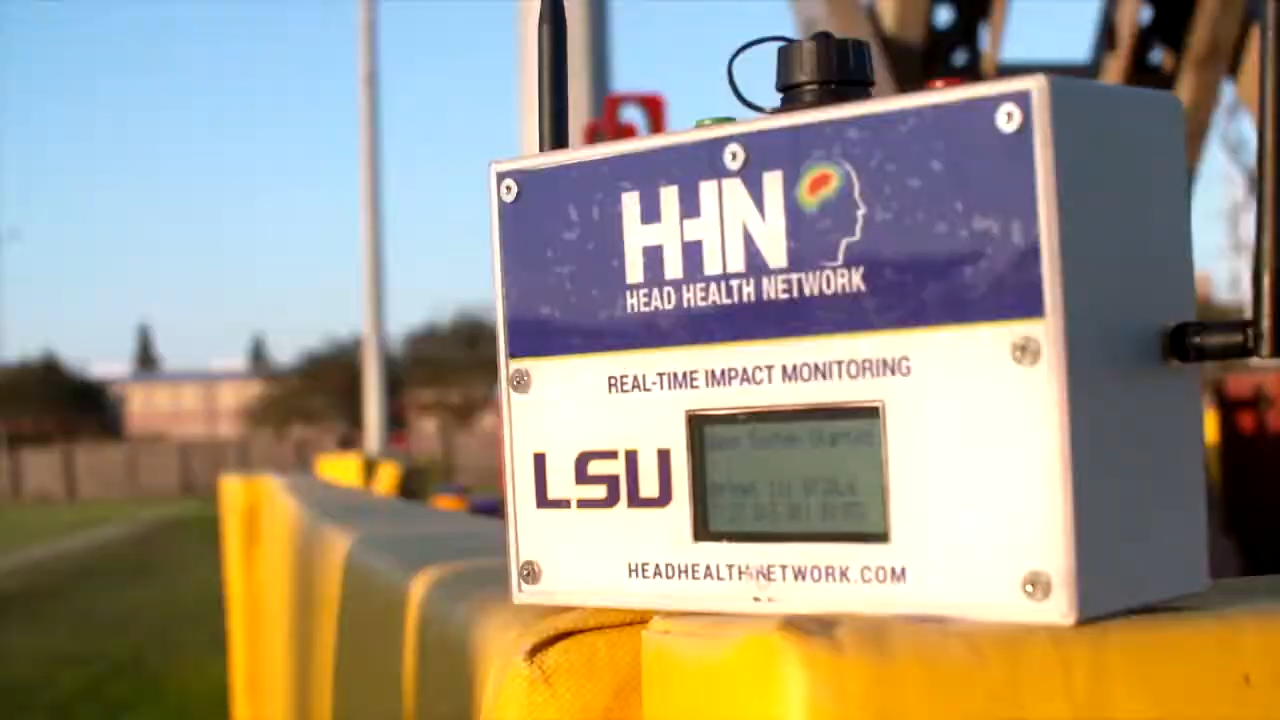 HHN
HEAD HEALTH NETWORK
REAL-TIME IMPACT MONITORING
LSU
HEADHEALTHNETWORK.COM